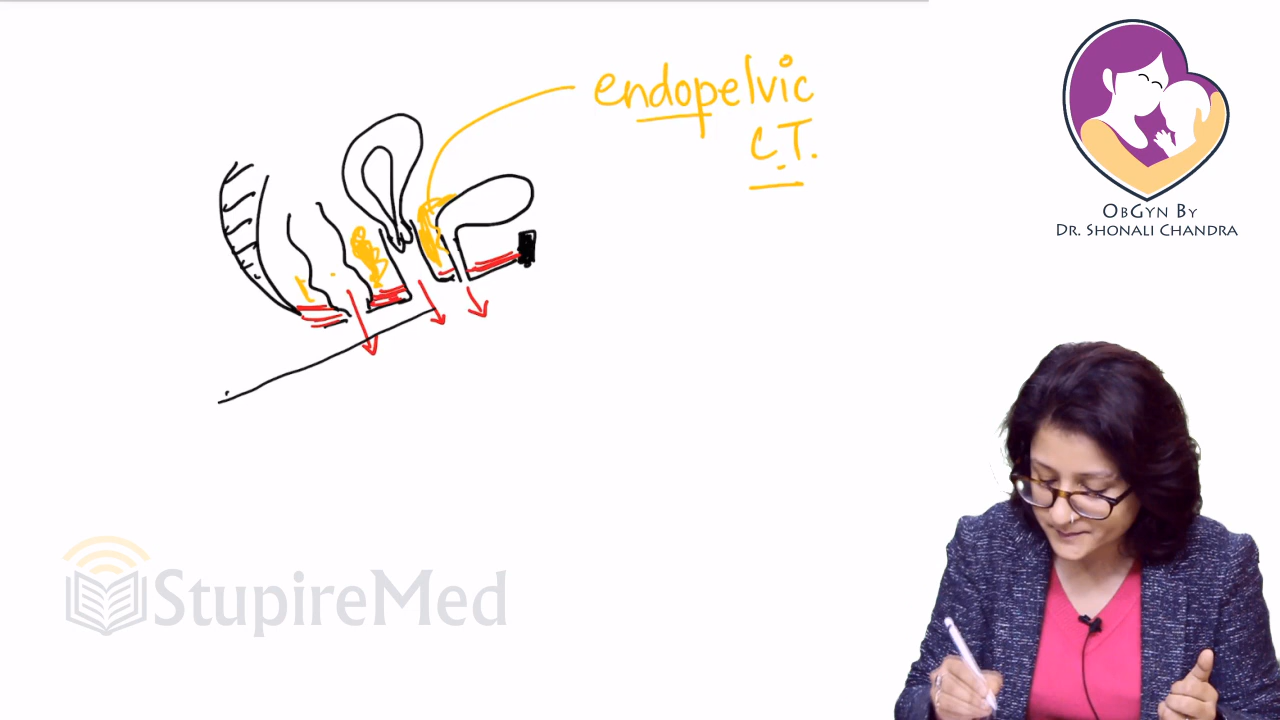 endopelvic
C.T.
OBGYN BY
DR. SHONALI CHANDRA
StupireMed